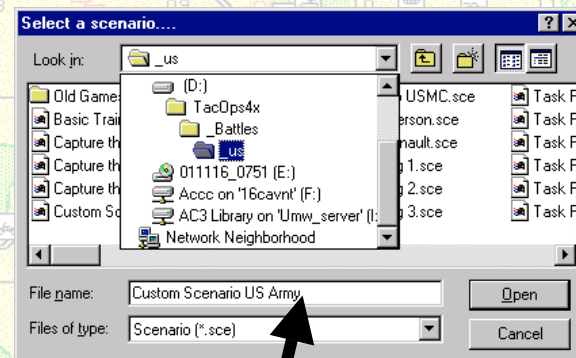 Select a scenario....
Look in: _us
(D:)
TacOps4x
_Battles
_us
011116_0751 (E:)
Accc on '16cavnt' (F:)
AC3 Library on 'Umw_server' (I:
Network Neighborhood
Old Game
Basic Trai
Capture th
Capture th
Capture th
Custom Sc
USMC.sce
erson.sce
nault.sce
1.sce
2.sce
3.sce
Task F
Task F
Task F
Task F
Task F
Task F
File name: Custom Scenario US Army
Open
Files of type: Scenario (*.sce)
Cancel